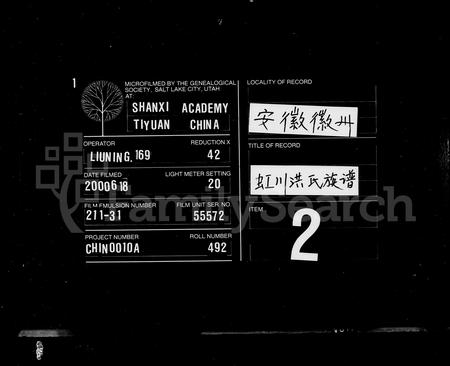 1
MICROFILMED BY THE GENEALOGICAL
SOCIETY, SALT LAKE CITY, UTAH
AT:
SHANXI ACADEMY
TIYUAN CHINA
OPERATOR REDUCTION X
LIUNING, 169 42
DATE FILMED LIGHT METER SETTING
2000618 20
FILM EMULSION NUMBER FILM UNIT SER NO
211-31 55572
PROJECT NUMBER ROLL NUMBER
CHIN0010A 492
LOCALITY OF RECORD
安徽徽州
TITLE OF RECORD
虹川洪氏族谱
ITEM
2
FamilySearch